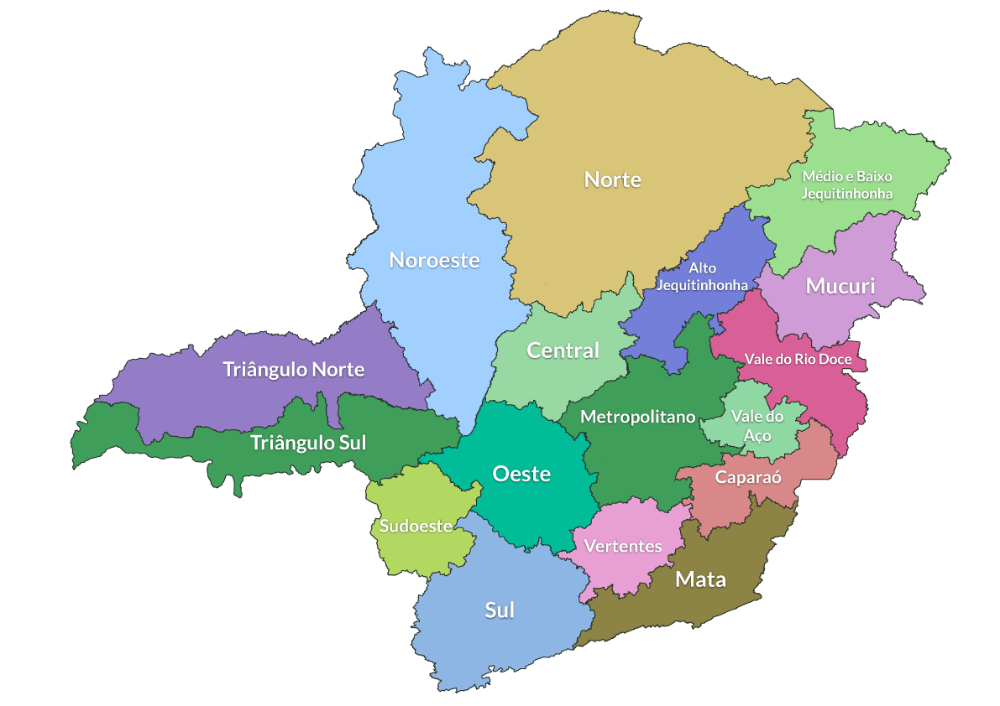 Norte
Médio e Baixo
Jequitinhonha
Noroeste
Alto
Jequitinhonha
Mucuri
Central
Vale do Rio Doce
Triângulo Norte
Metropolitano
Vale do
Aço
Triângulo Sul
Oeste
Caparaó
Sudoeste
Vertentes
Mata
Sul